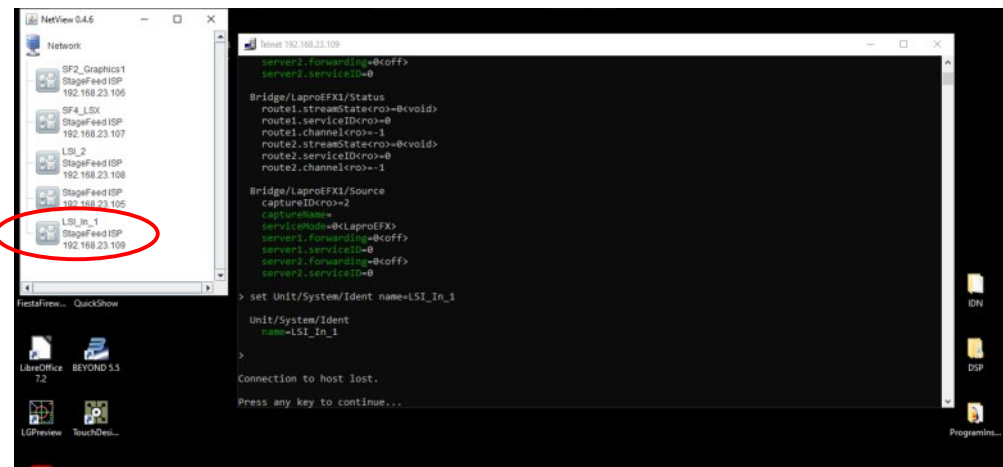 NetView 0.4.6
Network
SF2_Graphics1
StageFeed ISP
192.168.23.106
SF4_LSX
StageFeed ISP
192.168.23.107
LSI_2
StageFeed ISP
192.168.23.108
StageFeed ISP
192.168.23.105
LSI_In_1
StageFeed ISP
192.168.23.109
Telnet 192.168.23.109
server2.forwarding=0<off>
server2.serviceID=0
Bridge/LaproEFX1/Status
route1.streamState<ro>=0<void>
route1.serviceID<ro>=0
route1.channel<ro>=-1
route2.streamState<ro>=0<void>
route2.serviceID<ro>=0
route2.channel<ro>=-1
Bridge/LaproEFX1/Source
captureID<ro>=2
captureName=
serviceMode=0<LaproEFX>
server1.forwarding=0<off>
server1.serviceID=0
server2.forwarding=0<off>
server2.serviceID=0
> set Unit/System/Ident name=LSI_In_1
Unit/System/Ident
name=LSI_In_1
>
Connection to host lost.
Press any key to continue...
FiestaFirew...
QuickShow
LibreOffice
7.2
BEYOND 5.5
LGPreview
TouchDesi...
IDN
DSP
ProgramIns...